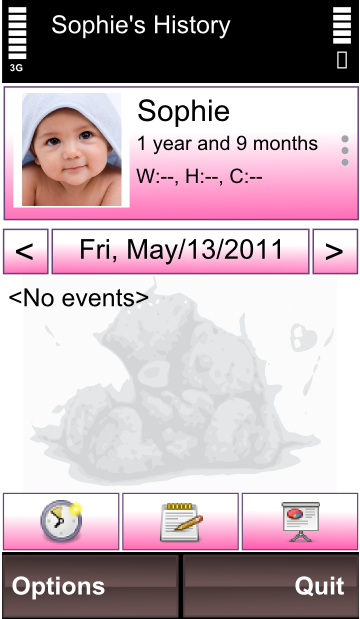 Sophie's History
3G
Sophie
1 year and 9 months
W:--, H:--, C:--
< Fri, May/13/2011 >
<No events>
Options Quit